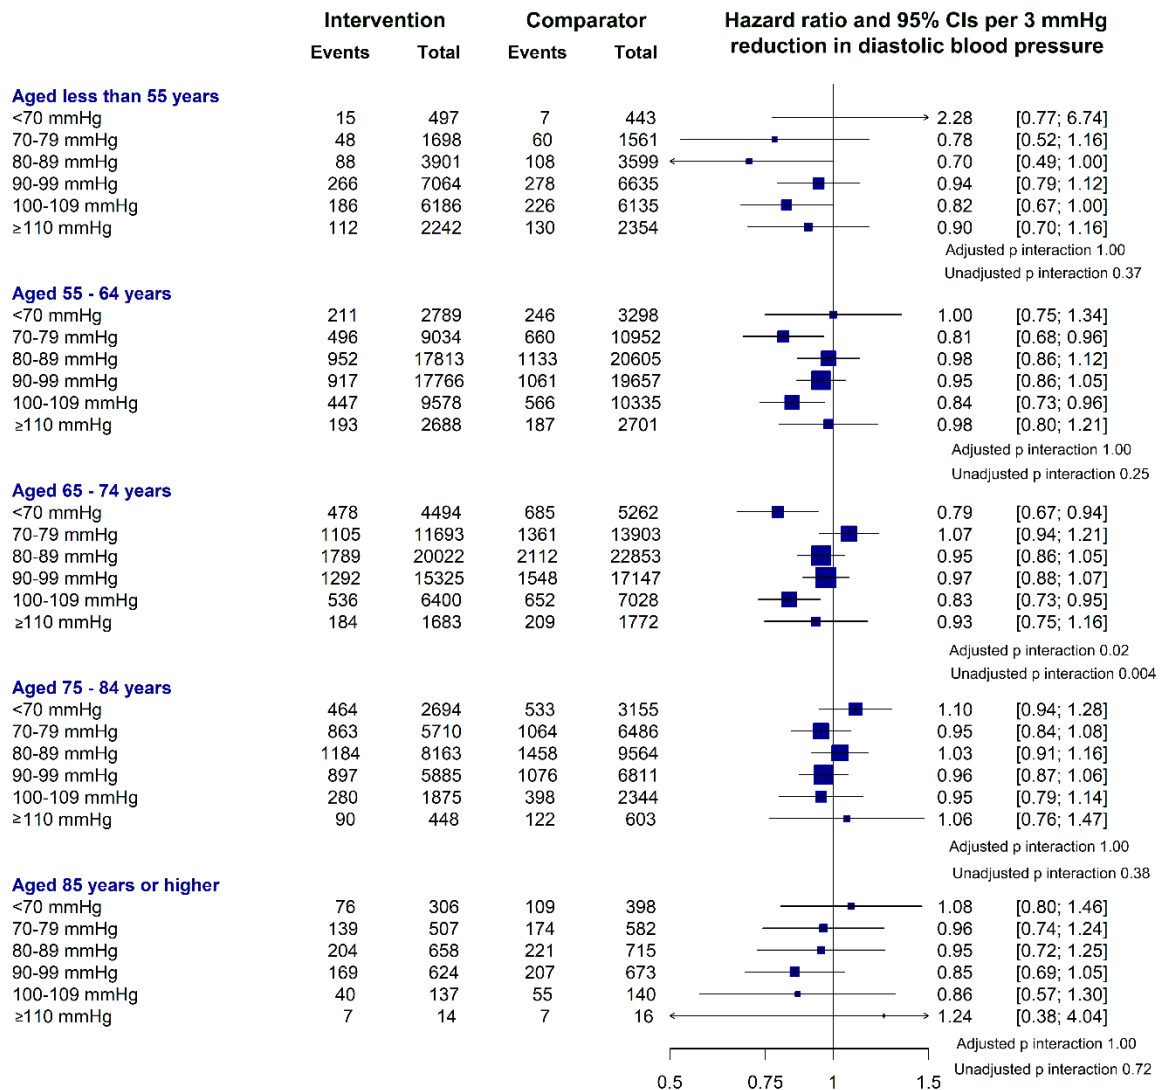 Intervention Comparator Hazard ratio and 95% CIs per 3 mmHg
reduction in diastolic blood pressure
Events Total Events Total
Aged less than 55 years
<70 mmHg 15 497 7 443 2.28 [0.77; 6.74]
70-79 mmHg 48 1698 60 1561 0.78 [0.52; 1.16]
80-89 mmHg 88 3901 108 3599 0.70 [0.49; 1.00]
90-99 mmHg 266 7064 278 6635 0.94 [0.79; 1.12]
100-109 mmHg 186 6186 226 6135 0.82 [0.67; 1.00]
≥110 mmHg 112 2242 130 2354 0.90 [0.70; 1.16]
Adjusted p interaction 1.00
Unadjusted p interaction 0.37
Aged 55 - 64 years
<70 mmHg 211 2789 246 3298 1.00 [0.75; 1.34]
70-79 mmHg 496 9034 660 10952 0.81 [0.68; 0.96]
80-89 mmHg 952 17813 1133 20605 0.98 [0.86; 1.12]
90-99 mmHg 917 17766 1061 19657 0.95 [0.86; 1.05]
100-109 mmHg 447 9578 566 10335 0.84 [0.73; 0.96]
≥110 mmHg 193 2688 187 2701 0.98 [0.80; 1.21]
Adjusted p interaction 1.00
Unadjusted p interaction 0.25
Aged 65 - 74 years
<70 mmHg 478 4494 685 5262 0.79 [0.67; 0.94]
70-79 mmHg 1105 11693 1361 13903 1.07 [0.94; 1.21]
80-89 mmHg 1789 20022 2112 22853 0.95 [0.86; 1.05]
90-99 mmHg 1292 15325 1548 17147 0.97 [0.88; 1.07]
100-109 mmHg 536 6400 652 7028 0.83 [0.73; 0.95]
≥110 mmHg 184 1683 209 1772 0.93 [0.75; 1.16]
Adjusted p interaction 0.02
Unadjusted p interaction 0.004
Aged 75 - 84 years
<70 mmHg 464 2694 533 3155 1.10 [0.94; 1.28]
70-79 mmHg 863 5710 1064 6486 0.95 [0.84; 1.08]
80-89 mmHg 1184 8163 1458 9564 1.03 [0.91; 1.16]
90-99 mmHg 897 5885 1076 6811 0.96 [0.87; 1.06]
100-109 mmHg 280 1875 398 2344 0.95 [0.79; 1.14]
≥110 mmHg 90 448 122 603 1.06 [0.76; 1.47]
Adjusted p interaction 1.00
Unadjusted p interaction 0.38
Aged 85 years or higher
<70 mmHg 76 306 109 398 1.08 [0.80; 1.46]
70-79 mmHg 139 507 174 582 0.96 [0.74; 1.24]
80-89 mmHg 204 658 221 715 0.95 [0.72; 1.25]
90-99 mmHg 169 624 207 673 0.85 [0.69; 1.05]
100-109 mmHg 40 137 55 140 0.86 [0.57; 1.30]
≥110 mmHg 7 14 7 16 1.24 [0.38; 4.04]
Adjusted p interaction 1.00
Unadjusted p interaction 0.72
0.5 0.75 1 1.5